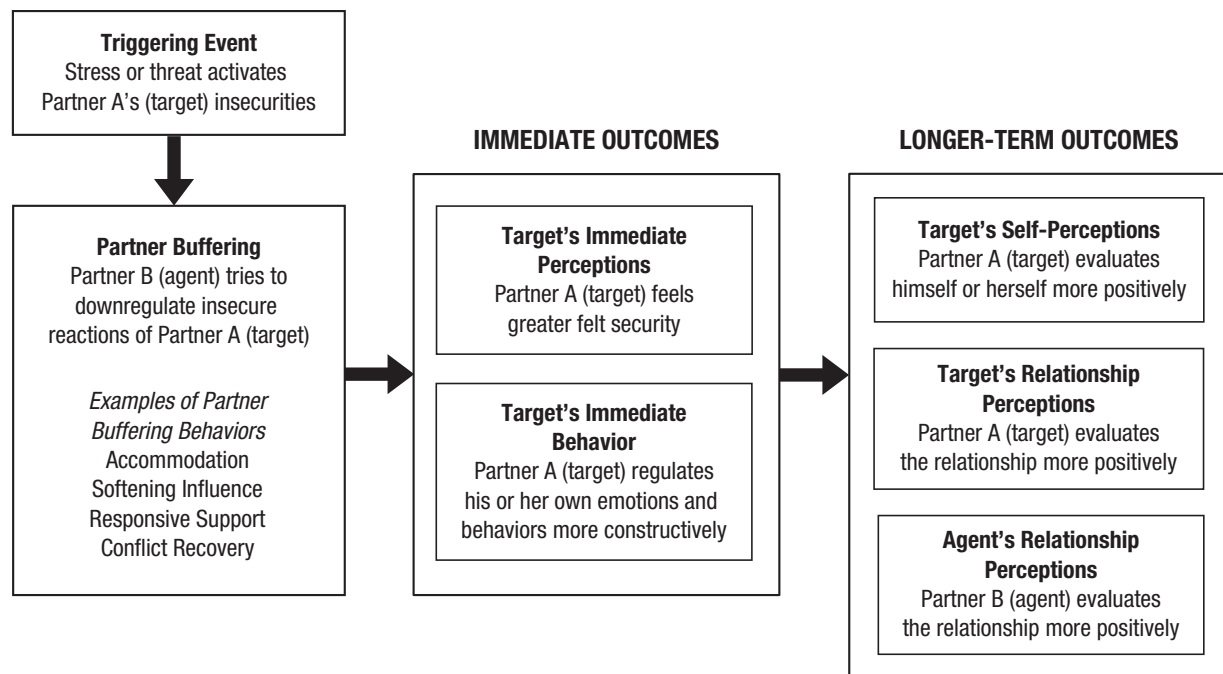 Triggering Event
Stress or threat activates
Partner A's (target) insecurities
Partner Buffering
Partner B (agent) tries to
downregulate insecure
reactions of Partner A (target)
Examples of Partner
Buffering Behaviors
Accommodation
Softening Influence
Responsive Support
Conflict Recovery
IMMEDIATE OUTCOMES
Target's Immediate
Perceptions
Partner A (target) feels
greater felt security
Target's Immediate
Behavior
Partner A (target) regulates
his or her own emotions and
behaviors more constructively
LONGER-TERM OUTCOMES
Target's Self-Perceptions
Partner A (target) evaluates
himself or herself more positively
Target's Relationship
Perceptions
Partner A (target) evaluates
the relationship more positively
Agent's Relationship
Perceptions
Partner B (agent) evaluates
the relationship more positively